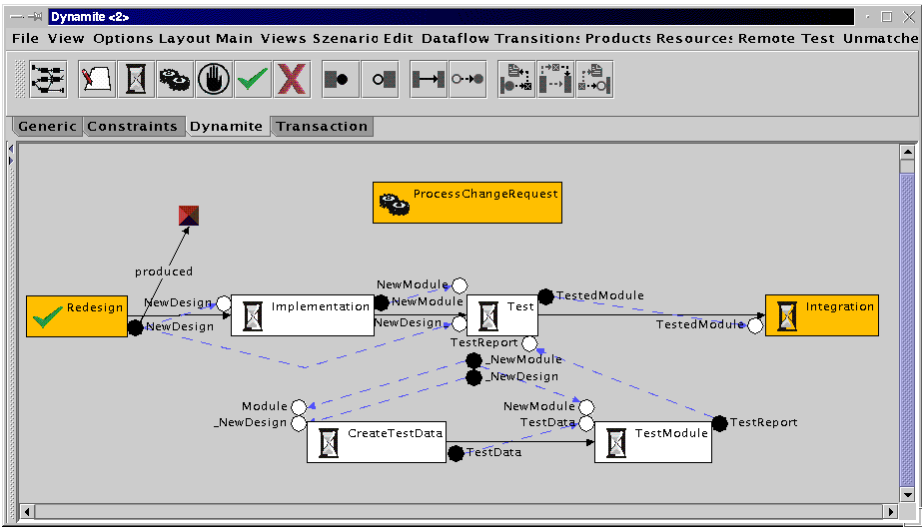 Dynamite <2>
File View Options Layout Main Views Szenario Edit Dataflow Transitions Products Resources Remote Test Unmatche
Generic Constraints Dynamite Transaction
ProcessChangeRequest
produced
NewModule
Redesign
NewDesign
Implementation
NewModule
Test
TestedModule
Integration
NewDesign
NewDesign
TestedModule
TestReport
_NewModule
_NewDesign
Module
NewModule
_NewDesign
TestData
TestReport
CreateTestData
TestModule
TestData